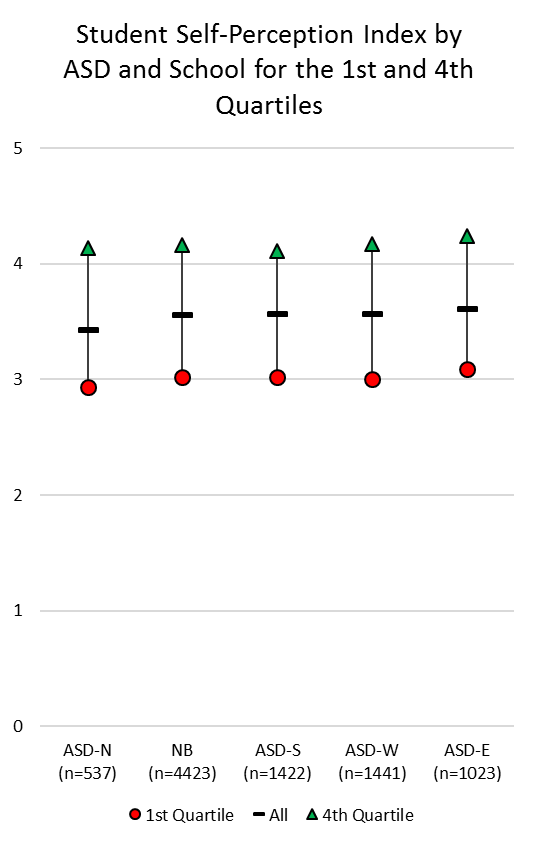 Student Self-Perception Index by
ASD and School for the 1st and 4th
Quartiles
5
4
3
2
1
0
ASD-N NB ASD-S ASD-W ASD-E
(n=537) (n=4423) (n=1422) (n=1441) (n=1023)
1st Quartile All 4th Quartile